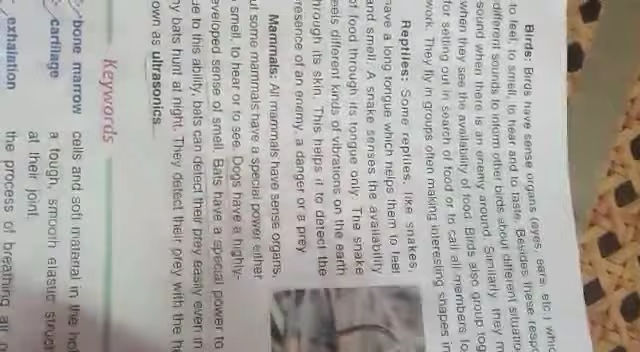 Birds: Birds have sense organs (eyes, ears, etc.) which
to feel, to smell, to hear and to taste. Besides these
different sounds to inform other birds about different
sound when there is an enemy around. Similarly, they
when they see the availability of food. Birds also group
for setting out in search of food or to call all members
work. They fly in groups often making interesting shapes in
Reptiles: Some reptiles, like snakes,
have a long tongue which helps them to feel
and smell. A snake senses the availability
of food through its tongue only. The snake
feels different kinds of vibrations on the earth
through its skin. This helps it to detect the
presence of an enemy, a danger or a prey
Mammals: All mammals have sense organs,
but some mammals have a special power either
to smell, to hear or to see. Dogs have a highly-
developed sense of smell. Bats have a special power to
due to this ability, bats can detect their prey easily even in
bats hunt at night. They detect their prey with the
own as ultrasonics.
Keywords
bone marrow cells and soft material in the
cartilage a tough, smooth elastic
at their joint.
exhalation the process of breathing air